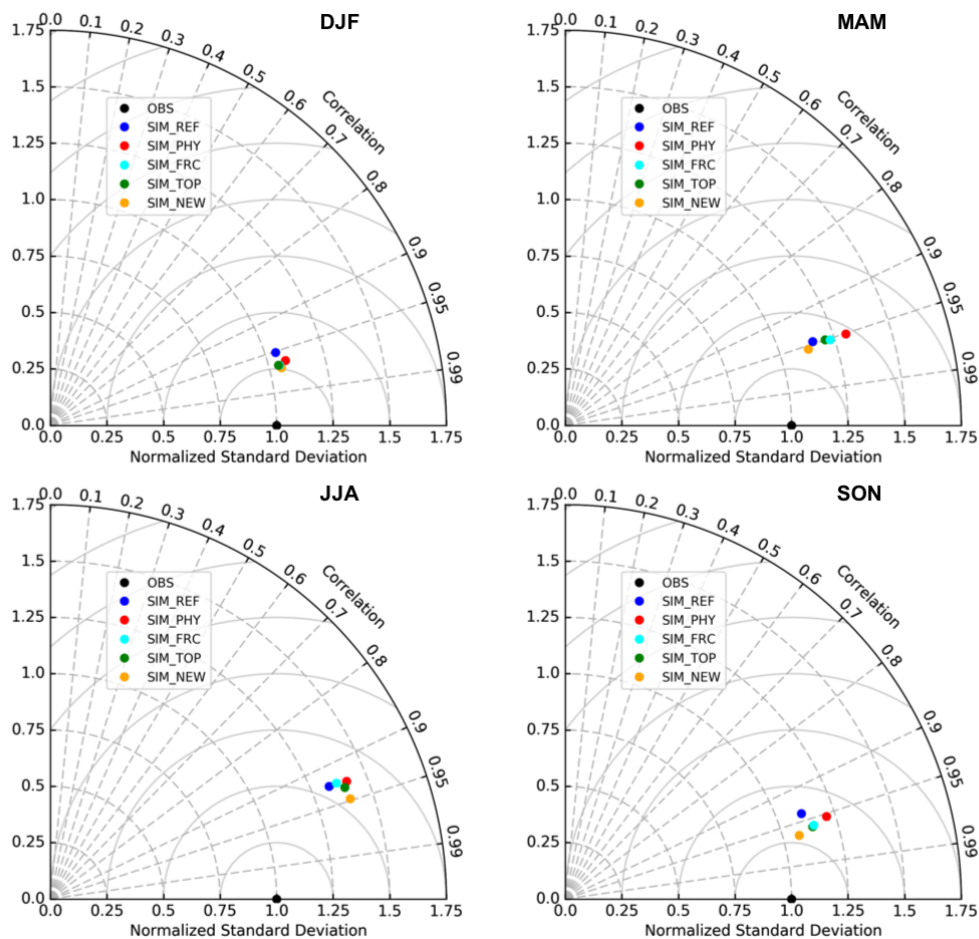 DJF
0.0 0.1 0.2 0.3 0.4 0.5 0.6 0.7 0.8 0.9 0.95 0.99
Correlation
1.75
1.5
1.25
1.0
0.75
0.5
0.25
0.0
OBS
SIM_REF
SIM_PHY
SIM_FRC
SIM_TOP
SIM_NEW
0.0 0.25 0.5 0.75 1.0 1.25 1.5 1.75
Normalized Standard Deviation
MAM
0.0 0.1 0.2 0.3 0.4 0.5 0.6 0.7 0.8 0.9 0.95 0.99
Correlation
1.75
1.5
1.25
1.0
0.75
0.5
0.25
0.0
OBS
SIM_REF
SIM_PHY
SIM_FRC
SIM_TOP
SIM_NEW
0.0 0.25 0.5 0.75 1.0 1.25 1.5 1.75
Normalized Standard Deviation
JJA
0.0 0.1 0.2 0.3 0.4 0.5 0.6 0.7 0.8 0.9 0.95 0.99
Correlation
1.75
1.5
1.25
1.0
0.75
0.5
0.25
0.0
OBS
SIM_REF
SIM_PHY
SIM_FRC
SIM_TOP
SIM_NEW
0.0 0.25 0.5 0.75 1.0 1.25 1.5 1.75
Normalized Standard Deviation
SON
0.0 0.1 0.2 0.3 0.4 0.5 0.6 0.7 0.8 0.9 0.95 0.99
Correlation
1.75
1.5
1.25
1.0
0.75
0.5
0.25
0.0
OBS
SIM_REF
SIM_PHY
SIM_FRC
SIM_TOP
SIM_NEW
0.0 0.25 0.5 0.75 1.0 1.25 1.5 1.75
Normalized Standard Deviation